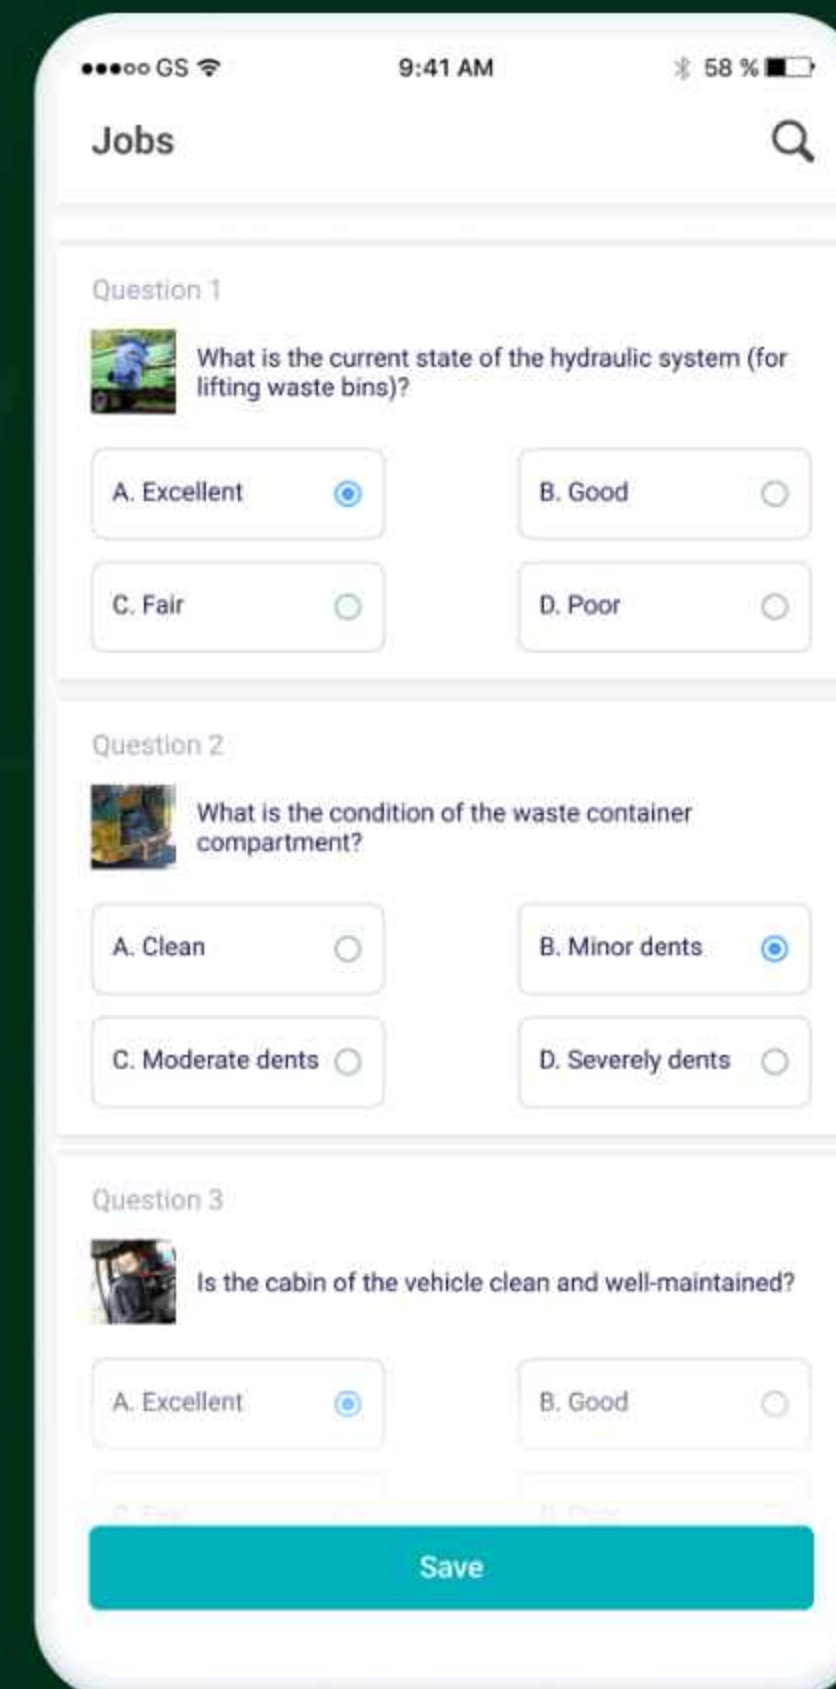 GS
9:41 AM
58 %
Jobs
Question 1
What is the current state of the hydraulic system (for
lifting waste bins)?
A. Excellent
B. Good
C. Fair
D. Poor
Question 2
What is the condition of the waste container
compartment?
A. Clean
B. Minor dents
C. Moderate dents
D. Severely dents
Question 3
Is the cabin of the vehicle clean and well-maintained?
A. Excellent
B. Good
Save